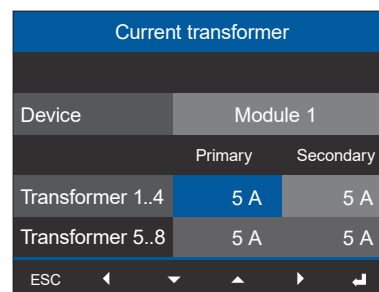 Current transformer
Device Module 1
Primary Secondary
Transformer 1..4 5 A 5 A
Transformer 5..8 5 A 5 A
ESC